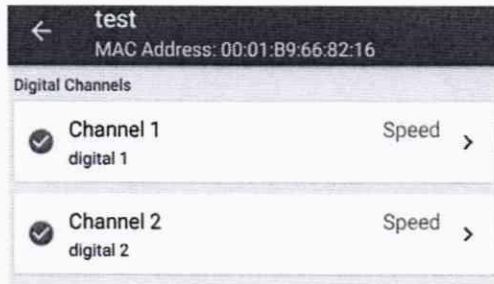 test
MAC Address: 00:01:B9:66:82:16
Digital Channels
Channel 1 Speed
digital 1
Channel 2 Speed
digital 2